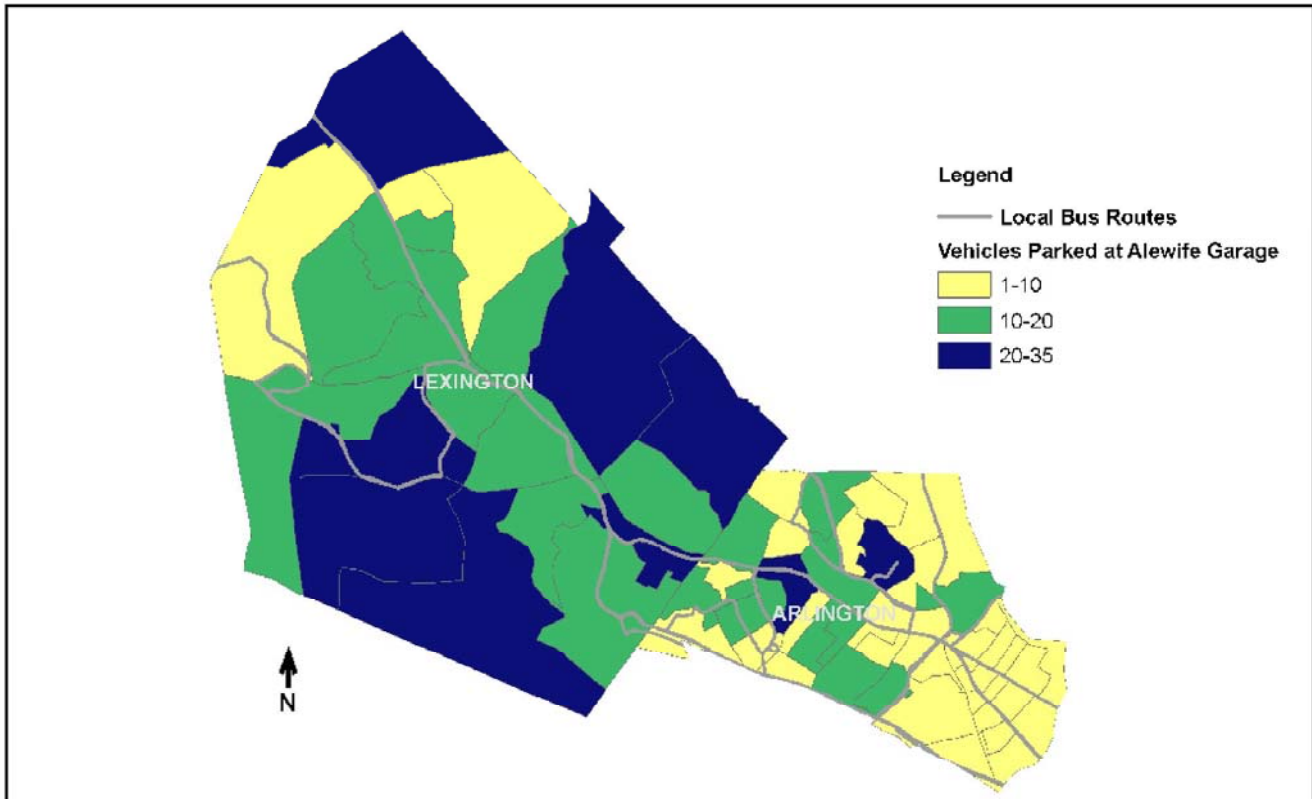 Legend
Local Bus Routes
Vehicles Parked at Alewife Garage
1-10
10-20
20-35
LEXINGTON
ARLINGTON
N